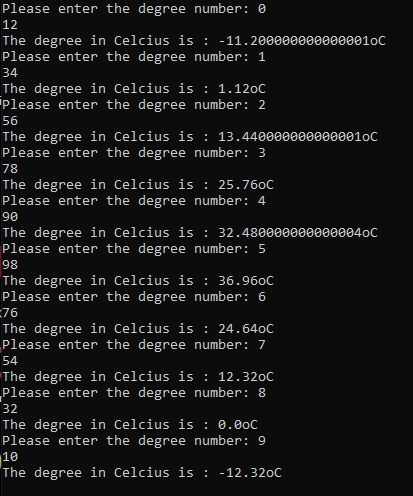 Please enter the degree number: 0
12
The degree in Celcius is : -11.200000000000001oC
Please enter the degree number: 1
34
The degree in Celcius is : 1.12oC
Please enter the degree number: 2
56
The degree in Celcius is : 13.440000000000001oC
Please enter the degree number: 3
78
The degree in Celcius is : 25.76oC
Please enter the degree number: 4
90
The degree in Celcius is : 32.480000000000004oC
Please enter the degree number: 5
98
The degree in Celcius is : 36.96oC
Please enter the degree number: 6
76
The degree in Celcius is : 24.64oC
Please enter the degree number: 7
54
The degree in Celcius is : 12.32oC
Please enter the degree number: 8
32
The degree in Celcius is : 0.0oC
Please enter the degree number: 9
10
The degree in Celcius is : -12.32oC